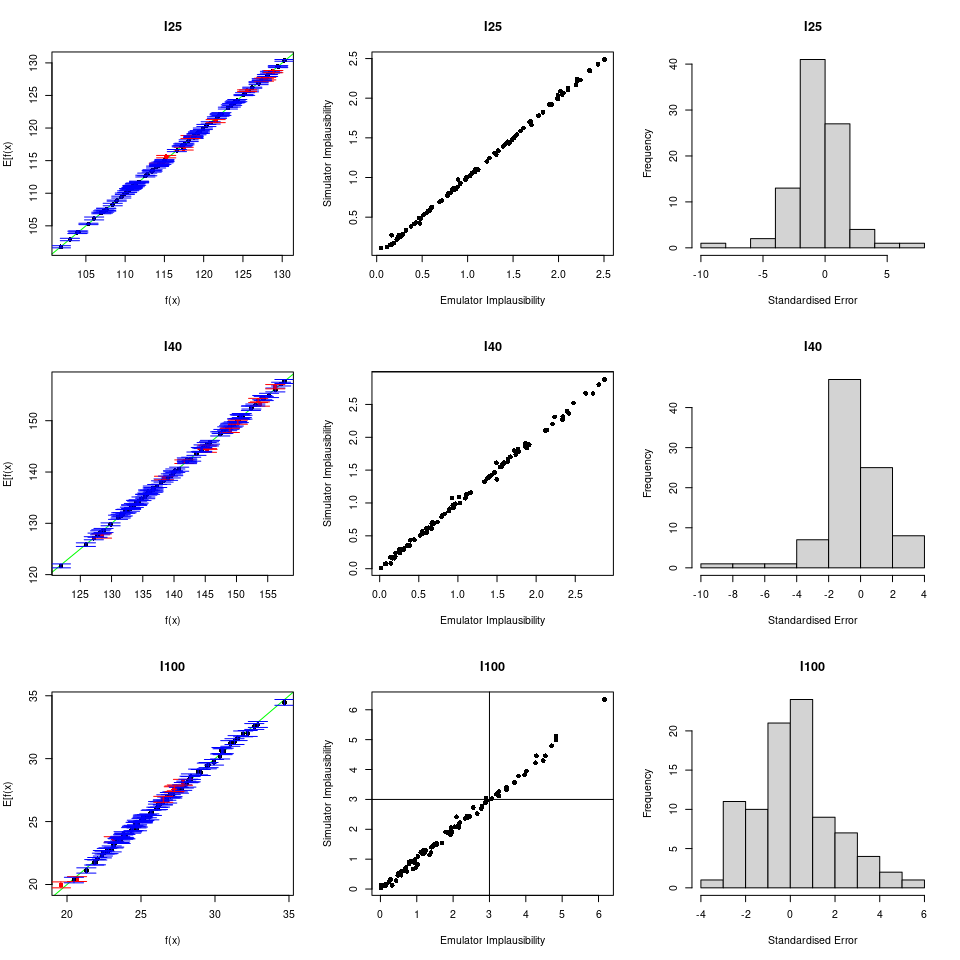 I25
I25
I25
E[f(x)
105 110 115 120 125 130
105 110 115 120 125 130
f(x)
Simulator Implausibility
0.5 1.0 1.5 2.0 2.5
0.0 0.5 1.0 1.5 2.0 2.5
Emulator Implausibility
Frequency
0 10 20 30 40
-10 -5 0 5
Standardised Error
I40
I40
I40
E[f(x)
120 130 140 150
125 130 135 140 145 150 155
f(x)
Simulator Implausibility
0.0 0.5 1.0 1.5 2.0 2.5
0.0 0.5 1.0 1.5 2.0 2.5
Emulator Implausibility
Frequency
0 10 20 30 40
-10 -8 -6 -4 -2 0 2 4
Standardised Error
I100
I100
I100
E[f(x)
20 25 30 35
20 25 30 35
f(x)
Simulator Implausibility
0 1 2 3 4 5 6
0 1 2 3 4 5 6
Emulator Implausibility
Frequency
0 5 10 15 20
-4 -2 0 2 4 6
Standardised Error